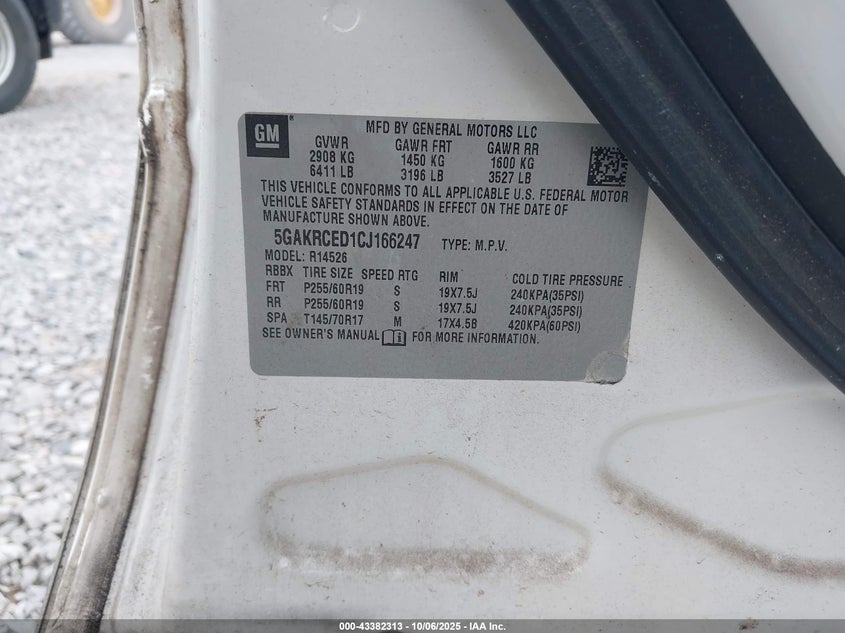 GM ®
MFD BY GENERAL MOTORS LLC
GVWR GAWR FRT GAWR RR
2908 KG 1450 KG 1600 KG
6411 LB 3196 LB 3527 LB
THIS VEHICLE CONFORMS TO ALL APPLICABLE U.S. FEDERAL MOTOR
VEHICLE SAFETY STANDARDS IN EFFECT ON THE DATE OF
MANUFACTURE SHOWN ABOVE.
5GAKRCED1CJ166247 TYPE: M.P.V.
MODEL: R14526
RBBX TIRE SIZE SPEED RTG RIM COLD TIRE PRESSURE
FRT P255/60R19 S 19X7.5J 240KPA(35PSI)
RR P255/60R19 S 19X7.5J 240KPA(35PSI)
SPA T145/70R17 M 17X4.5B 420KPA(60PSI)
SEE OWNER'S MANUAL FOR MORE INFORMATION.
000-43382313 - 10/06/2025 - IAA Inc.